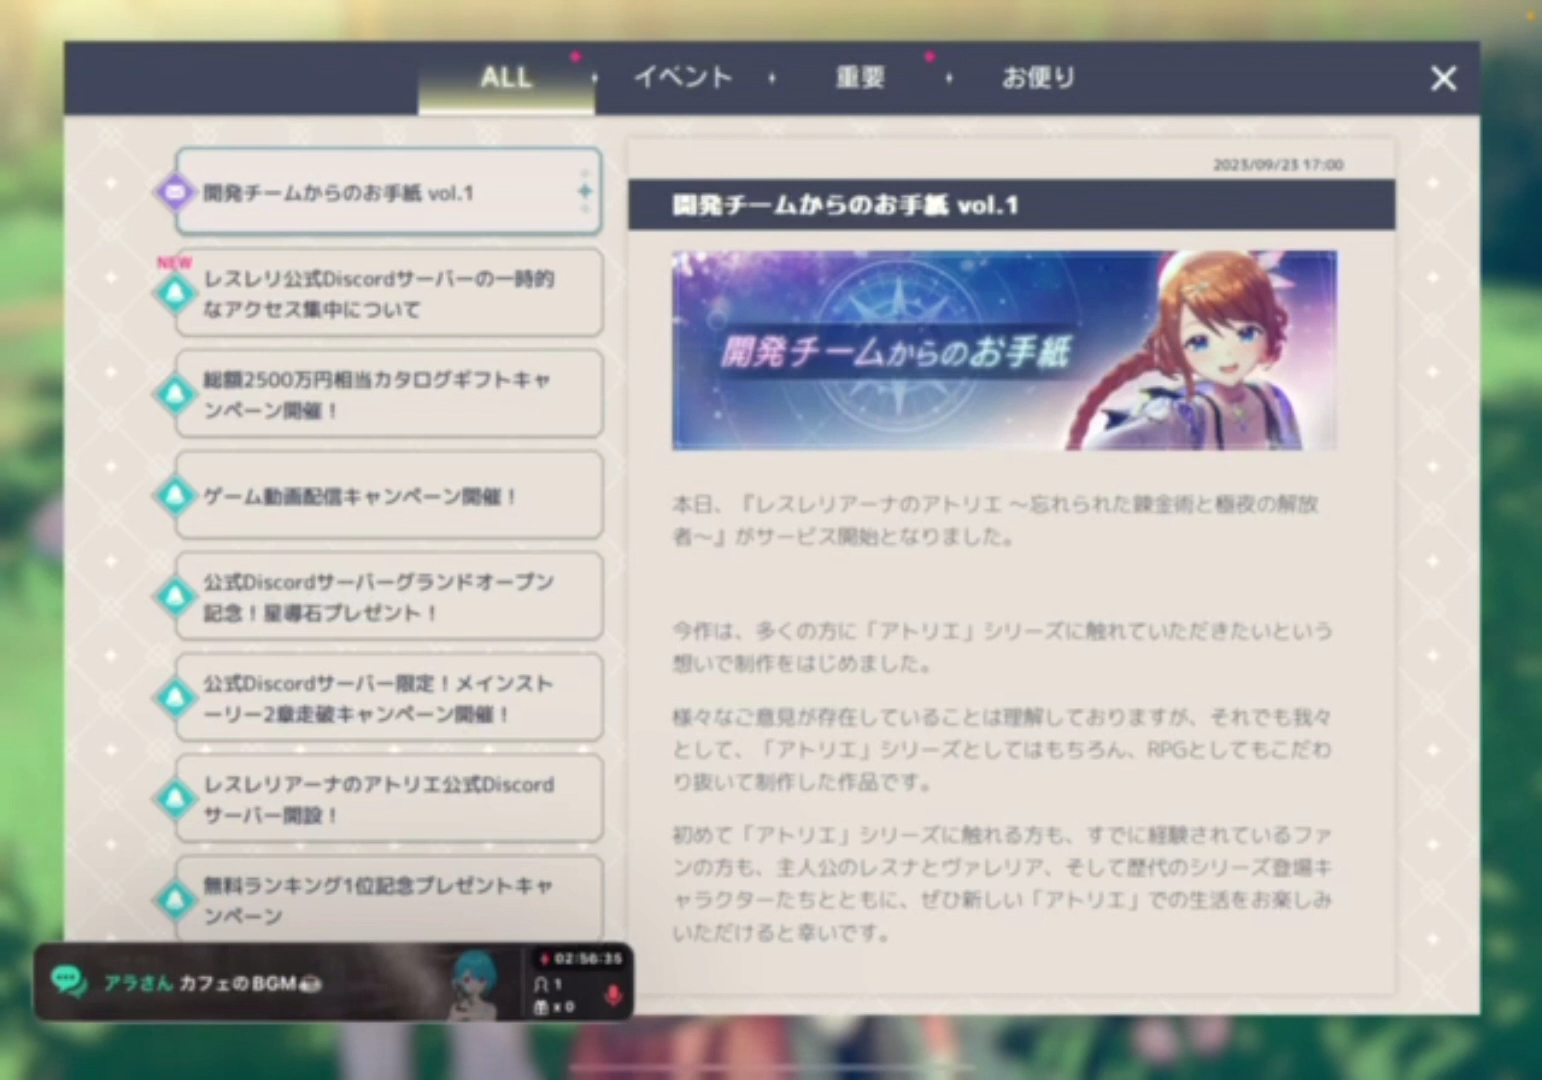 ALL
イベント
重要
お便り
開発チームからのお手紙 vol.1
NEW
レスレリ公式Discordサーバーの一時的
なアクセス集中について
総額2500万円相当カタログギフトキャ
ンペーン開催！
ゲーム動画配信キャンペーン開催！
公式Discordサーバーグランドオープン
記念！星導石プレゼント！
公式Discordサーバー限定！メインスト
ーリー2章走破キャンペーン開催！
レスレリアーナのアトリエ公式Discord
サーバー開設！
無料ランキング1位記念プレゼントキャ
ンペーン
2023/09/23 17:00
開発チームからのお手紙 vol.1
開発チームからのお手紙
本日、『レスレリアーナのアトリエ ～忘れられた錬金術と極夜の解放
者～』がサービス開始となりました。
今作は、多くの方に「アトリエ」シリーズに触れていただきたいという
想いで制作をはじめました。
様々なご意見が存在していることは理解しておりますが、それでも我々
として、「アトリエ」シリーズとしてはもちろん、RPGとしてもこだわ
り抜いて制作した作品です。
初めて「アトリエ」シリーズに触れる方も、すでに経験されているファ
ンの方も、主人公のレスナとヴァレリア、そして歴代のシリーズ登場キ
ャラクターたちとともに、ぜひ新しい「アトリエ」での生活をお楽しみ
いただけると幸いです。
アラさん カフェのBGM☕
02:56:35
1
x 0